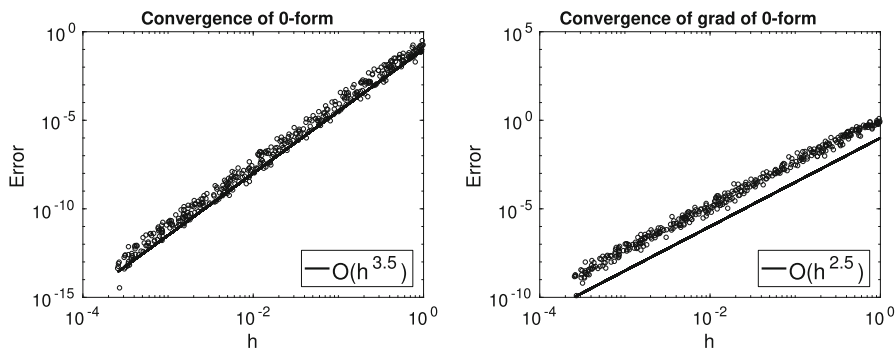 Convergence of 0-form
10^0
10^-5
10^-10
10^-15
Error
10^-4
10^-2
10^0
h
O(h^3.5)
Convergence of grad of 0-form
10^5
10^0
10^-5
10^-10
Error
10^-4
10^-2
10^0
h
O(h^2.5)